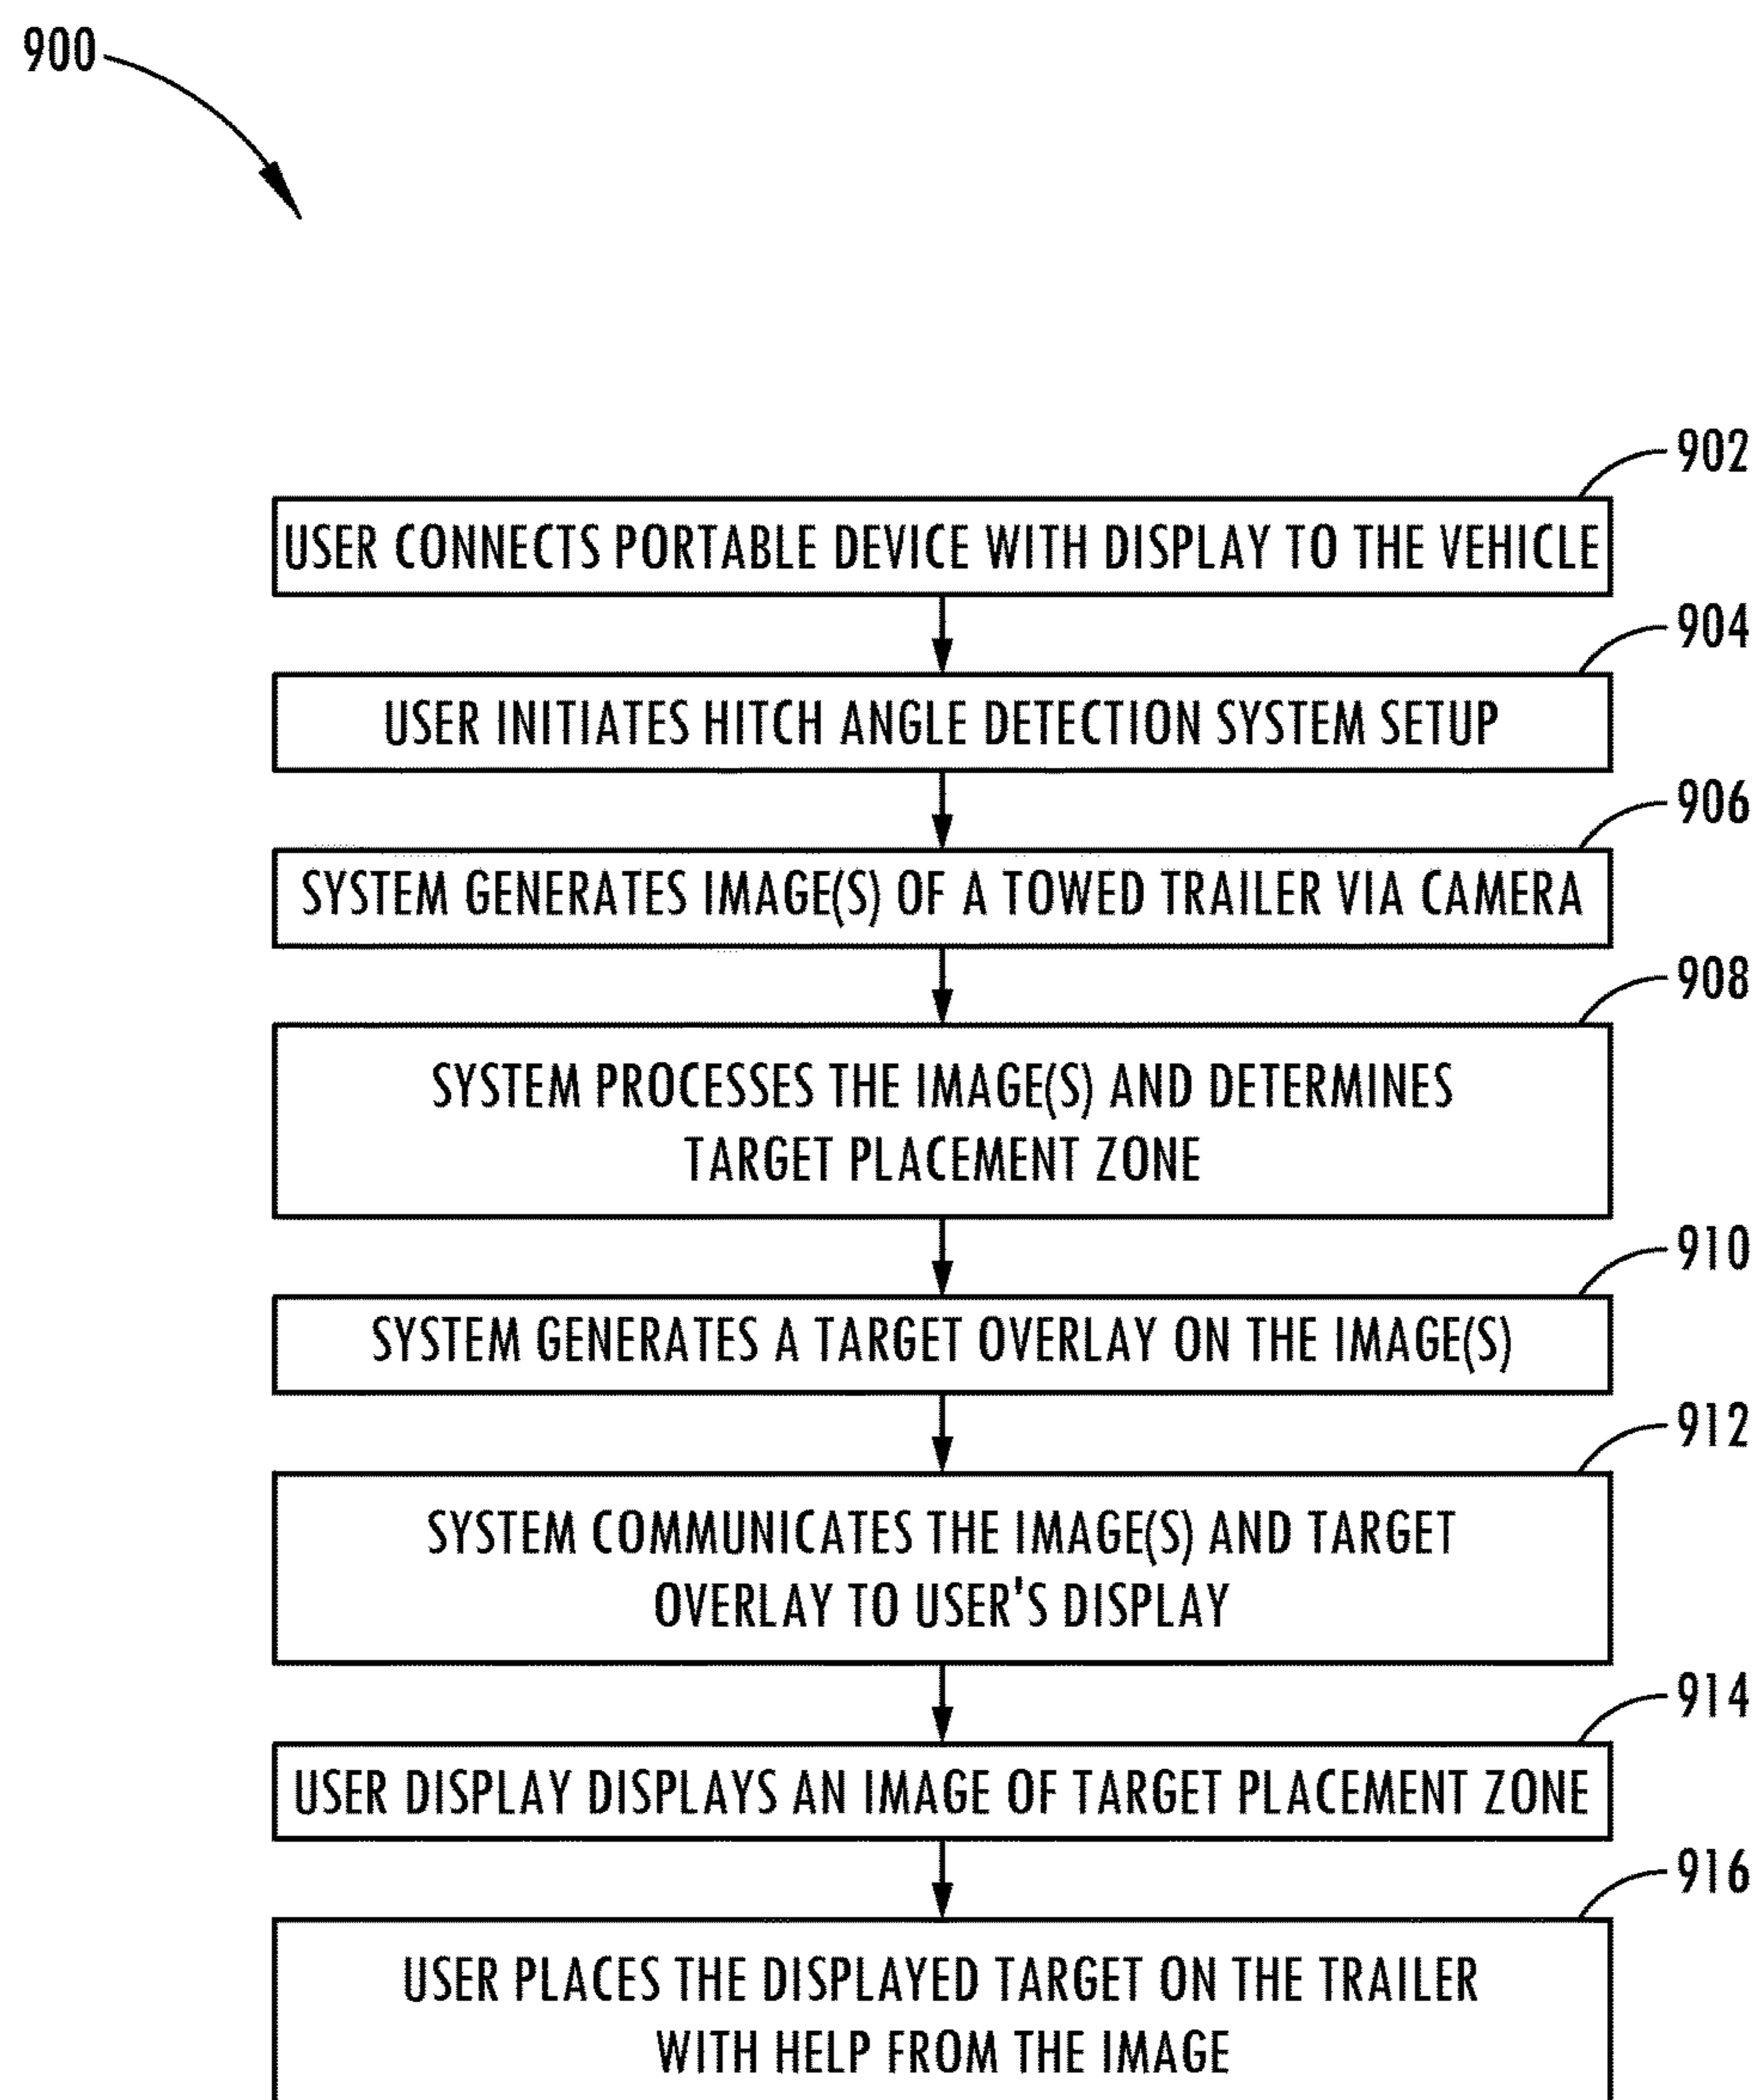 900
902
USER CONNECTS PORTABLE DEVICE WITH DISPLAY TO THE VEHICLE
904
USER INITIATES HITCH ANGLE DETECTION SYSTEM SETUP
906
SYSTEM GENERATES IMAGE(S) OF A TOWED TRAILER VIA CAMERA
908
SYSTEM PROCESSES THE IMAGE(S) AND DETERMINES
TARGET PLACEMENT ZONE
910
SYSTEM GENERATES A TARGET OVERLAY ON THE IMAGE(S)
912
SYSTEM COMMUNICATES THE IMAGE(S) AND TARGET
OVERLAY TO USER'S DISPLAY
914
USER DISPLAY DISPLAYS AN IMAGE OF TARGET PLACEMENT ZONE
916
USER PLACES THE DISPLAYED TARGET ON THE TRAILER
WITH HELP FROM THE IMAGE